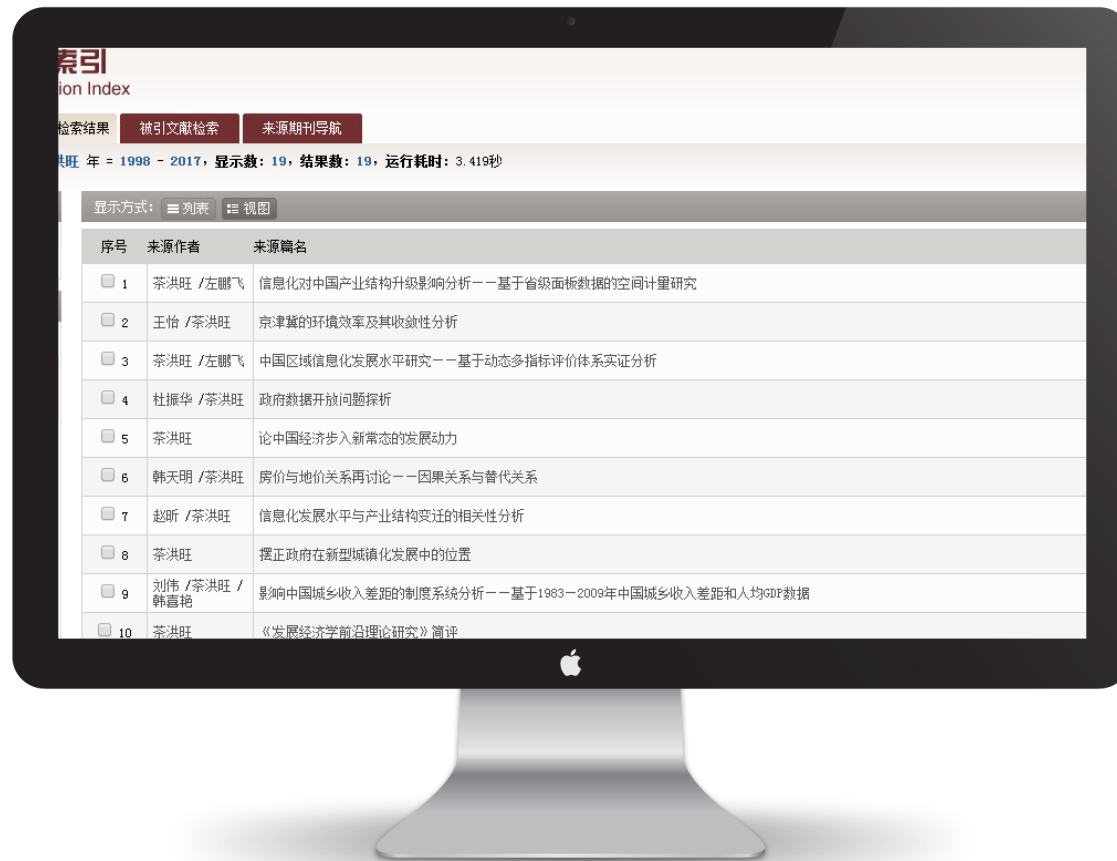 索引
ion Index
检索结果 被引文献检索 来源期刊导航
洪旺 年 = 1998 - 2017，显示数：19，结果数：19，运行耗时：3.419秒
显示方式： 列表 视图
序号 来源作者 来源篇名
1 茶洪旺 /左鹏飞 信息化对中国产业结构升级影响分析——基于省级面板数据的空间计量研究
2 王怡 /茶洪旺 京津冀的环境效率及其收敛性分析
3 茶洪旺 /左鹏飞 中国区域信息化发展水平研究——基于动态多指标评价体系实证分析
4 杜振华 /茶洪旺 政府数据开放问题探析
5 茶洪旺 论中国经济步入新常态的发展动力
6 韩天明 /茶洪旺 房价与地价关系再讨论——因果关系与替代关系
7 赵昕 /茶洪旺 信息化发展水平与产业结构变迁的相关性分析
8 茶洪旺 摆正政府在新型城镇化发展中的位置
9 刘伟 /茶洪旺 / 影响中国城乡收入差距的制度系统分析——基于1983—2009年中国城乡收入差距和人均GDP数据
韩喜艳
10 茶洪旺 《发展经济学前沿理论研究》简评